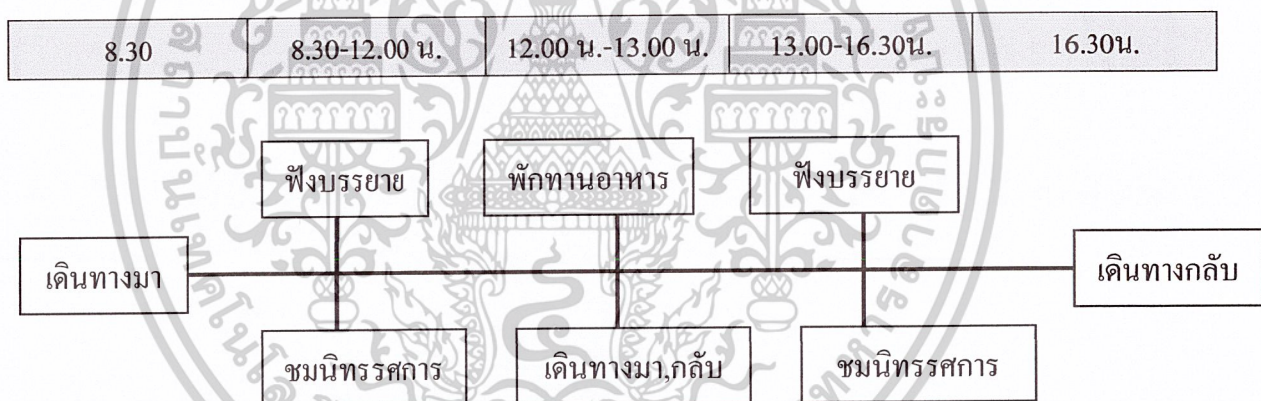 8.30 8.30-12.00 น. 12.00 น.-13.00 น. 13.00-16.30น. 16.30น.
ฟังบรรยาย พักทานอาหาร ฟังบรรยาย
เดินทางมา เดินทางกลับ
ชมนิทรรศการ เดินทางมา,กลับ ชมนิทรรศการ